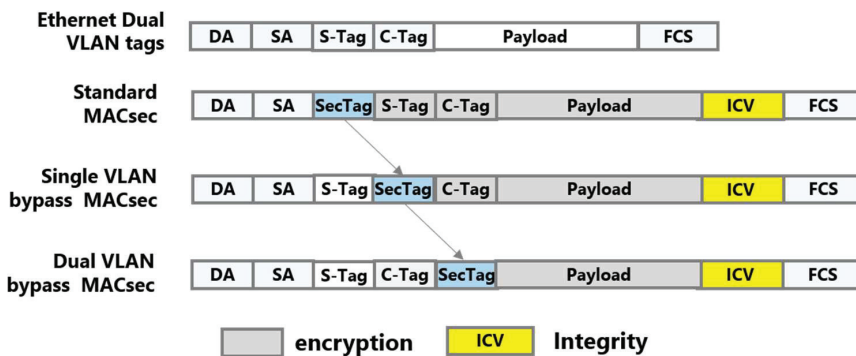 Ethernet Dual
VLAN tags
DA SA S-Tag C-Tag Payload FCS
Standard
MACsec
DA SA SecTag S-Tag C-Tag Payload ICV FCS
Single VLAN
bypass MACsec
DA SA S-Tag SecTag C-Tag Payload ICV FCS
Dual VLAN
bypass MACsec
DA SA S-Tag C-Tag SecTag Payload ICV FCS
encryption ICV Integrity